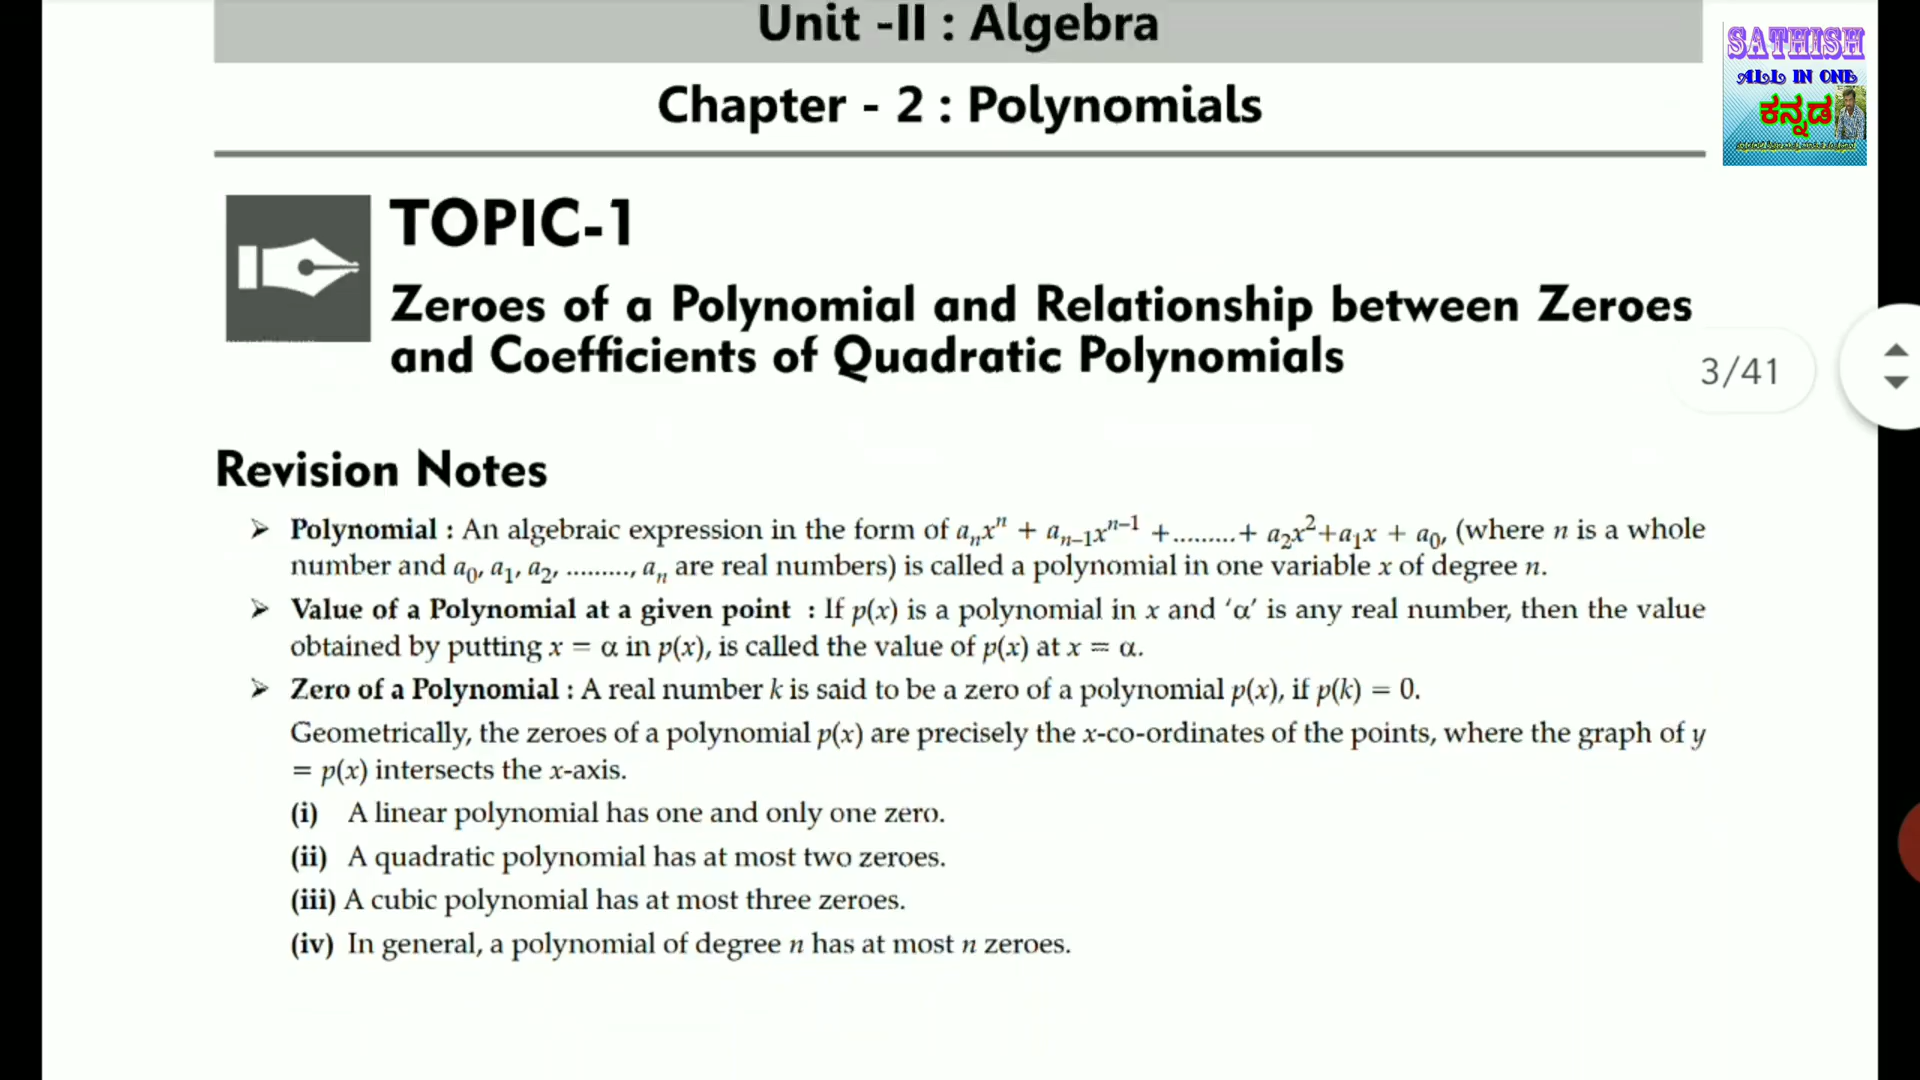 Unit -II : Algebra
Chapter - 2 : Polynomials
SATHISH
ALL IN ONE
ಕನ್ನಡ
TOPIC-1
Zeroes of a Polynomial and Relationship between Zeroes
and Coefficients of Quadratic Polynomials
3/41
Revision Notes
➢ Polynomial : An algebraic expression in the form of aₙxⁿ + aₙ₋₁xⁿ⁻¹ +.........+ a₂x²+a₁x + a₀, (where n is a whole
number and a₀, a₁, a₂, ........., aₙ are real numbers) is called a polynomial in one variable x of degree n.
➢ Value of a Polynomial at a given point : If p(x) is a polynomial in x and ‘α’ is any real number, then the value
obtained by putting x = α in p(x), is called the value of p(x) at x = α.
➢ Zero of a Polynomial : A real number k is said to be a zero of a polynomial p(x), if p(k) = 0.
Geometrically, the zeroes of a polynomial p(x) are precisely the x-co-ordinates of the points, where the graph of y
= p(x) intersects the x-axis.
(i) A linear polynomial has one and only one zero.
(ii) A quadratic polynomial has at most two zeroes.
(iii) A cubic polynomial has at most three zeroes.
(iv) In general, a polynomial of degree n has at most n zeroes.